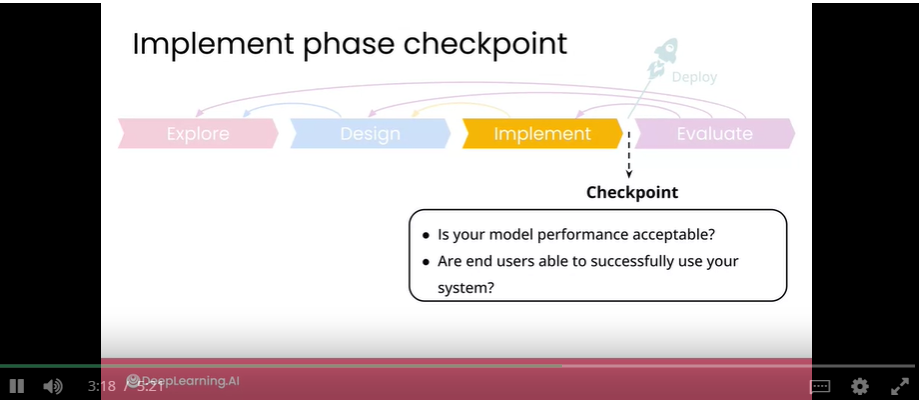 Implement phase checkpoint
Deploy
Explore
Design
Implement
Evaluate
Checkpoint
● Is your model performance acceptable?
● Are end users able to successfully use your
system?
DeepLearning.AI
3:18 / 5:21